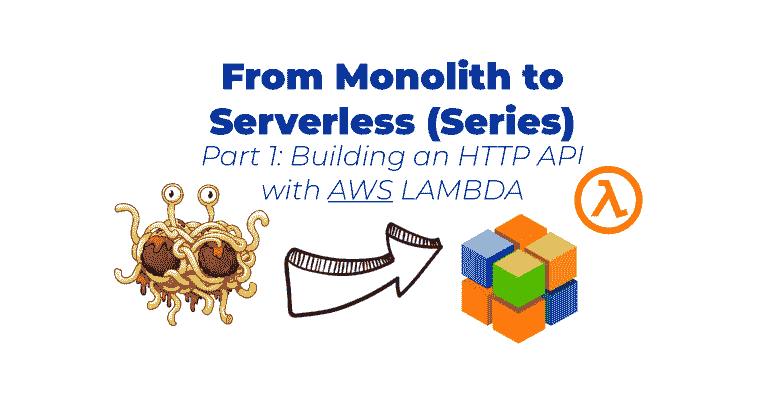 From Monolith to
Serverless (Series)
Part 1: Building an HTTP API
with AWS LAMBDA
λ